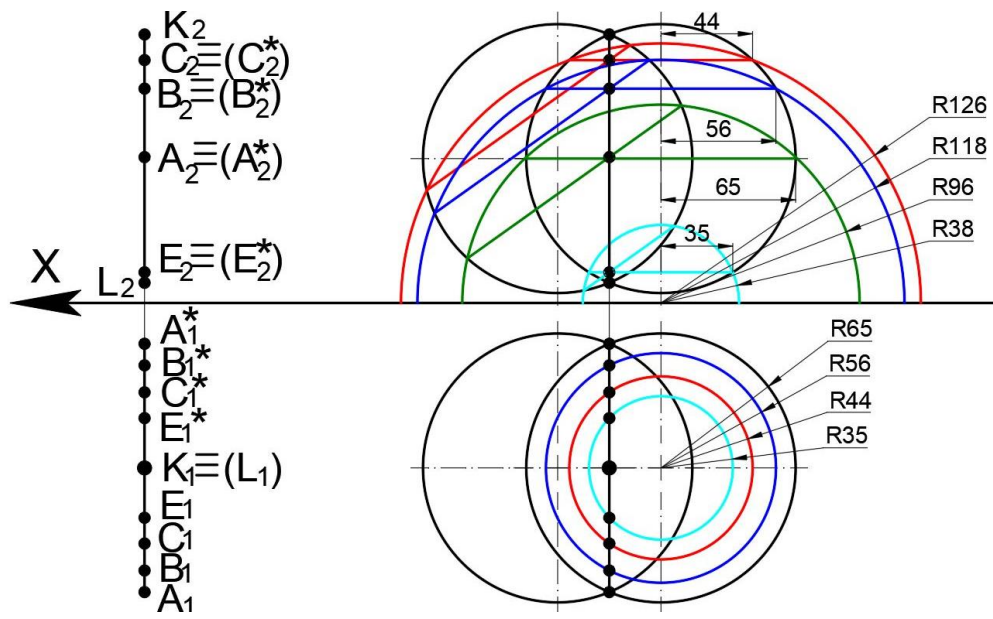 K2
C2≡(C2*)
B2≡(B2*)
A2≡(A2*)
E2≡(E2*)
L2
X
A1*
B1*
C1*
E1*
K1≡(L1)
E1
C1
B1
A1
44
56
65
35
R126
R118
R96
R38
R65
R56
R44
R35